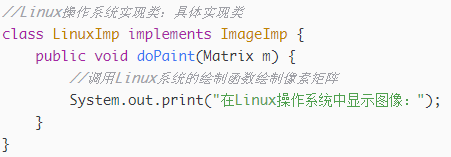 //Linux操作系统实现类：具体实现类
class LinuxImp implements ImageImp {
    public void doPaint(Matrix m) {
        //调用Linux系统的绘制函数绘制像素矩阵
        System.out.print("在Linux操作系统中显示图像：");
    }
}